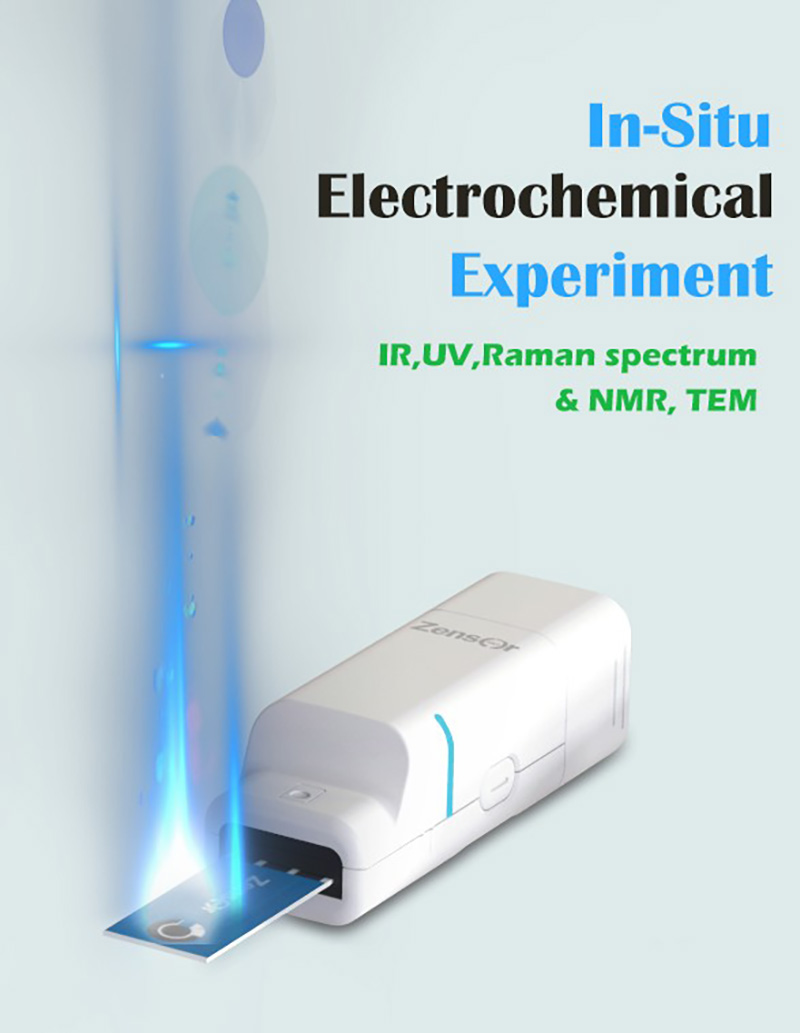 In-Situ
Electrochemical
Experiment
IR,UV,Raman spectrum
& NMR, TEM
Zensor